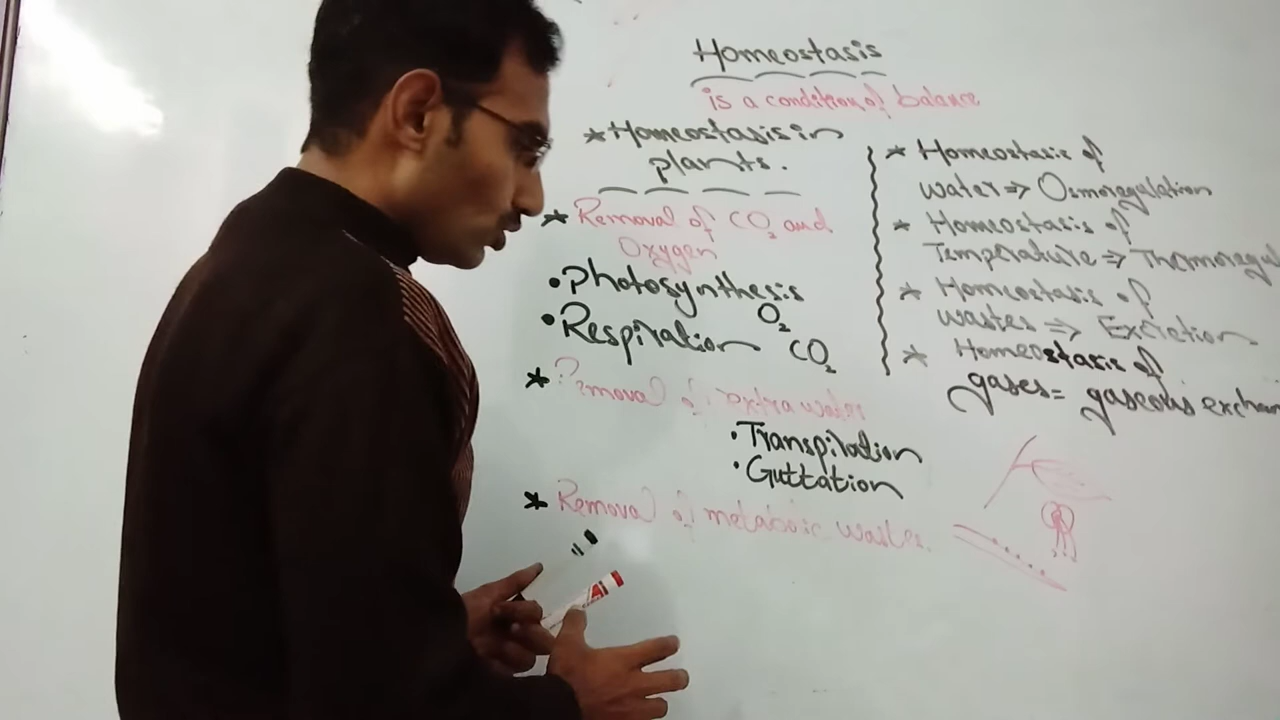 Homeostasis
is a condition of balance
* Homeostasis in
plants.
* Removal of CO₂ and
Oxygen
• Photosynthesis
• Respiration O₂
CO₂
* Removal of extra water
• Transpiration
• Guttation
* Removal of metaboic wastes.
* Homeostasis of
water => Osmoregulation
* Homeostasis of
Temperature => Thermoregul
* Homeostasis of
wastes => Excretion
* Homeostasis of
gases = gaseous exchan